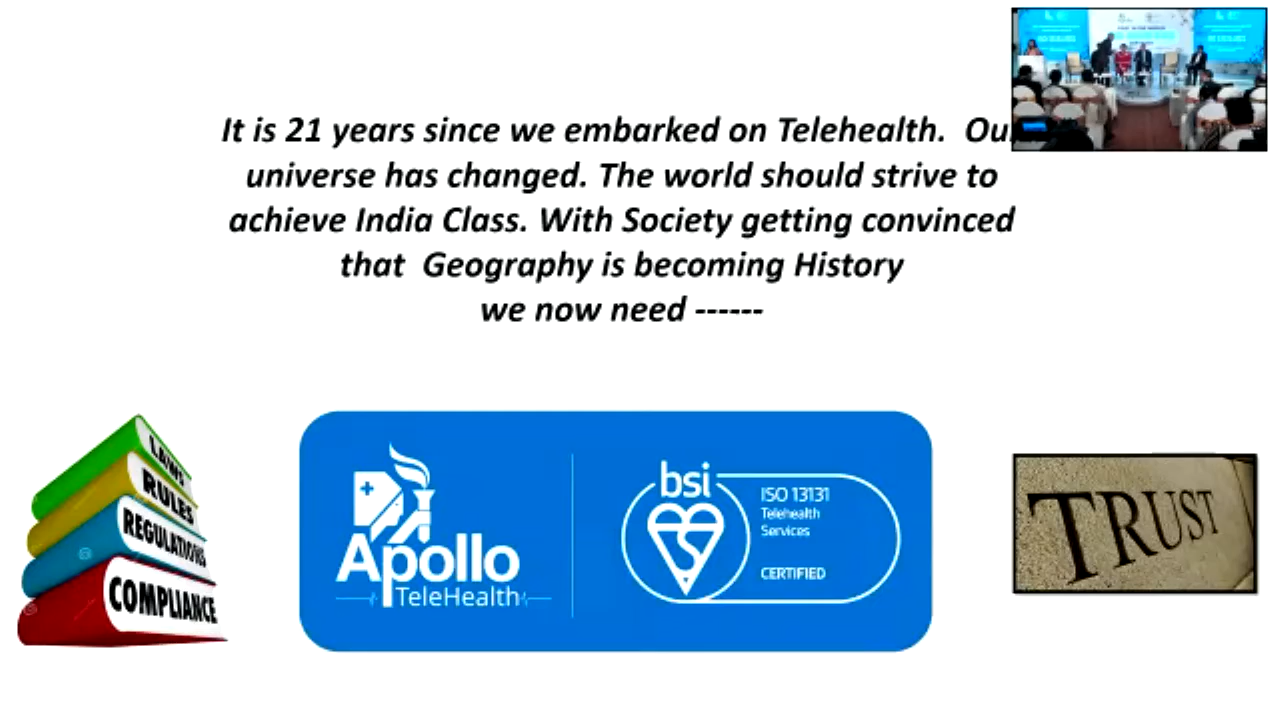 It is 21 years since we embarked on Telehealth. Our
universe has changed. The world should strive to
achieve India Class. With Society getting convinced
that Geography is becoming History
we now need ------
LAWS
RULES
REGULATIONS
COMPLIANCE
Apollo
TeleHealth
bsi
ISO 13131
Telehealth
Services
CERTIFIED
TRUST